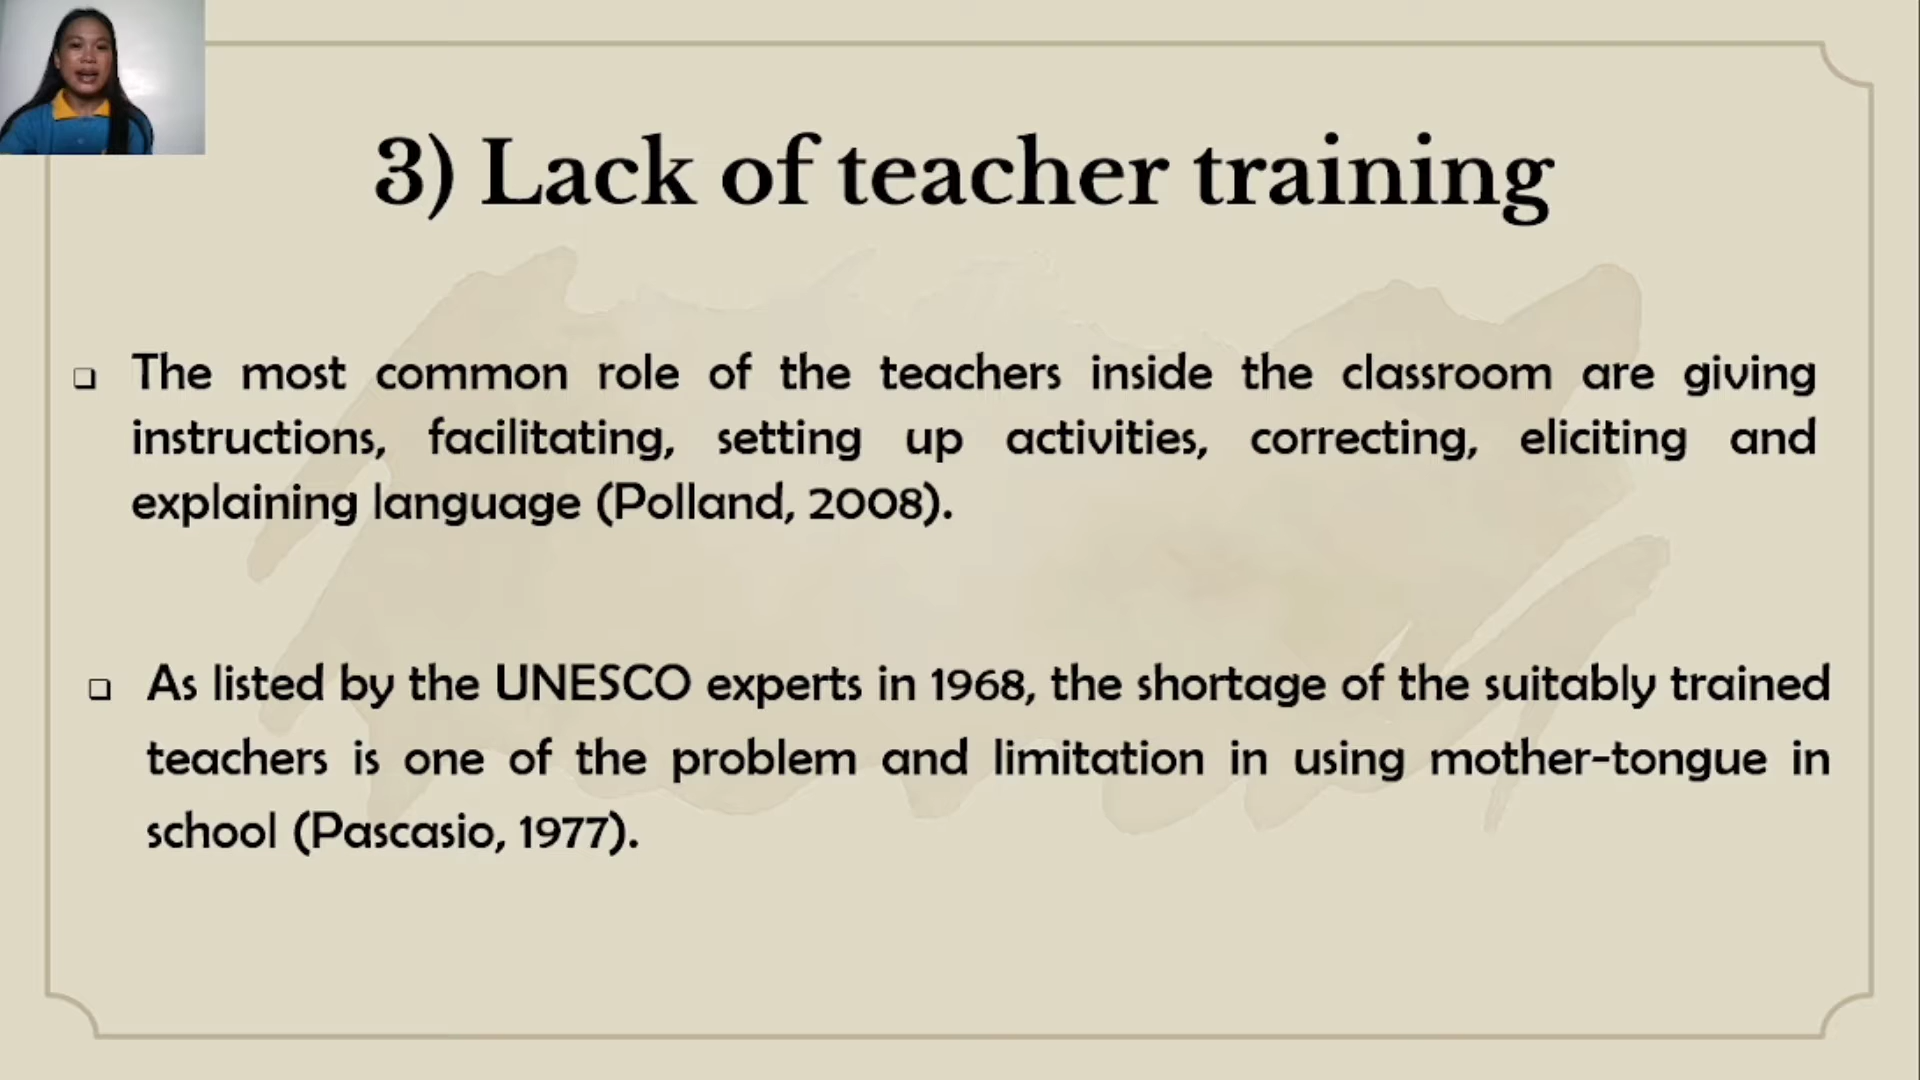 3) Lack of teacher training
❑ The most common role of the teachers inside the classroom are giving
instructions, facilitating, setting up activities, correcting, eliciting and
explaining language (Polland, 2008).
❑ As listed by the UNESCO experts in 1968, the shortage of the suitably trained
teachers is one of the problem and limitation in using mother-tongue in
school (Pascasio, 1977).